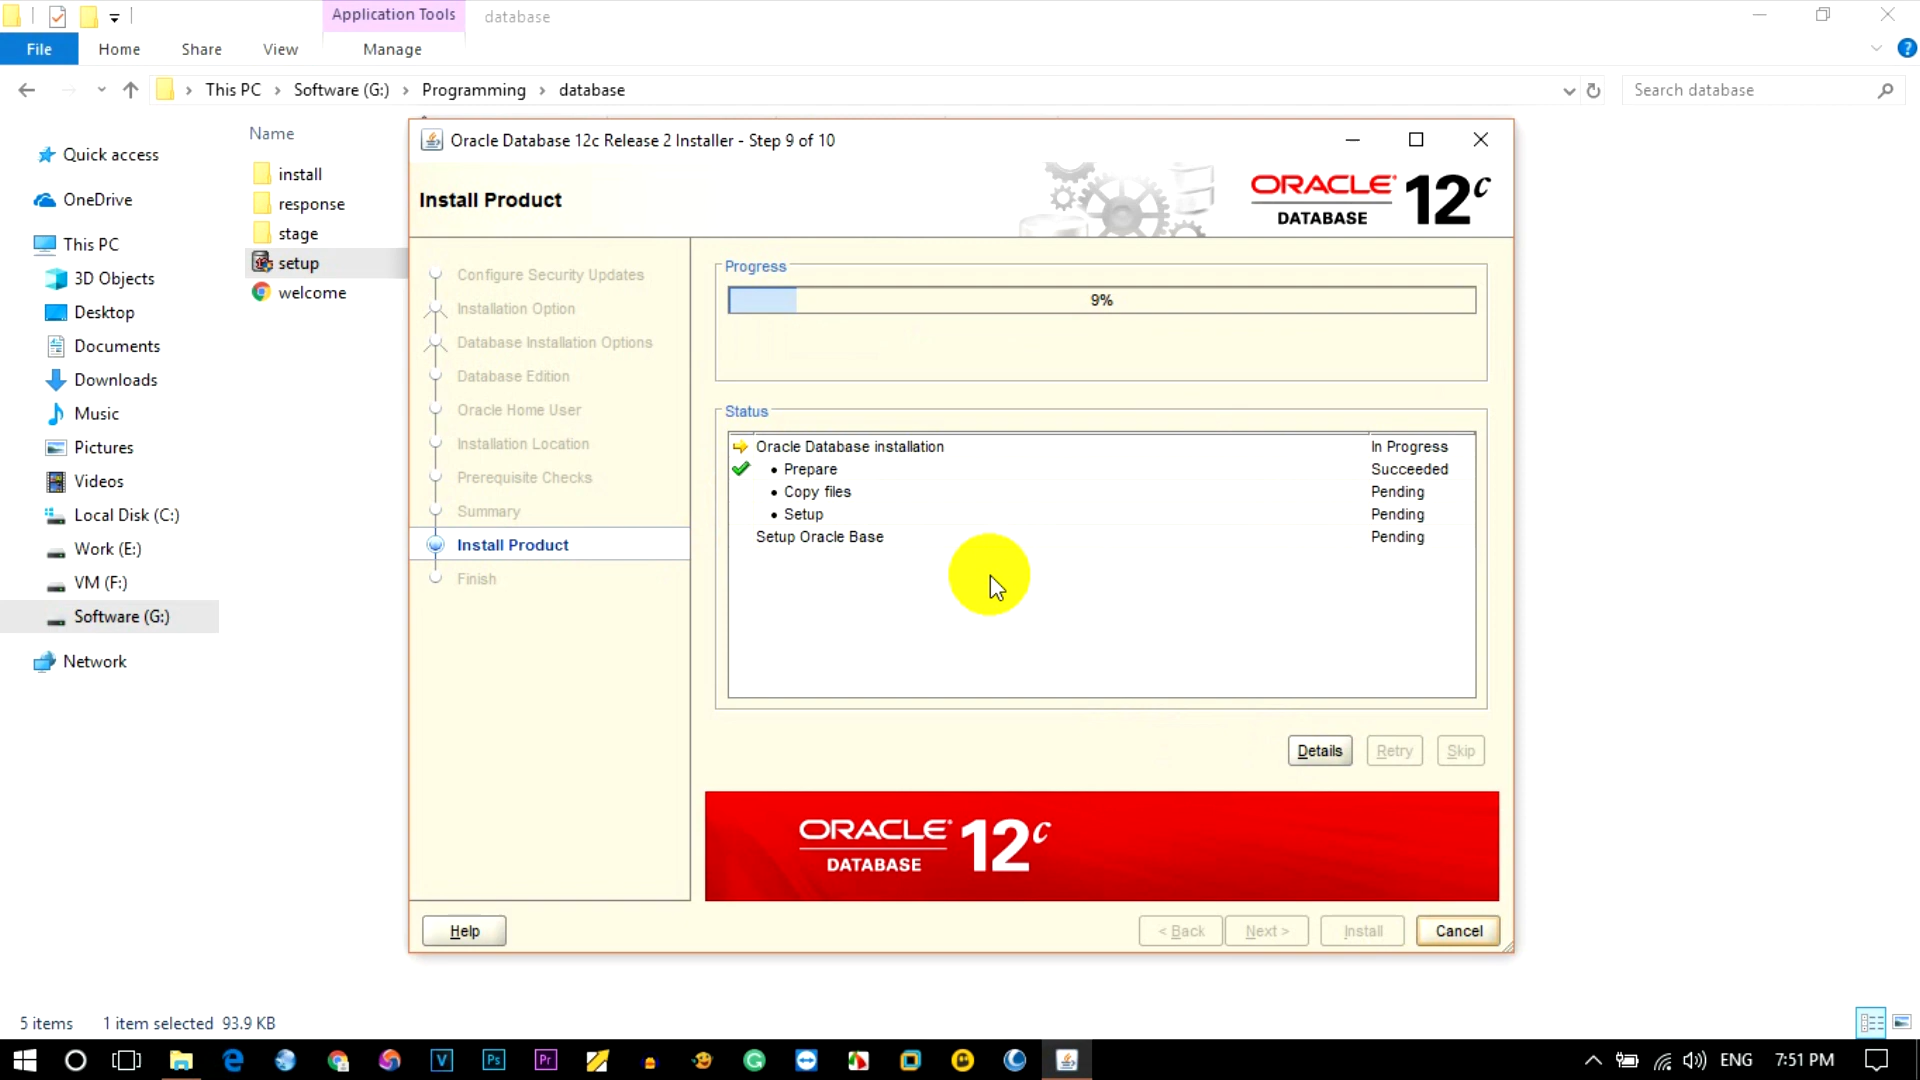 Application Tools
database
File
Home
Share
View
Manage
This PC
Software (G:)
Programming
database
Search database
Quick access
OneDrive
This PC
3D Objects
Desktop
Documents
Downloads
Music
Pictures
Videos
Local Disk (C:)
Work (E:)
VM (F:)
Software (G:)
Network
Name
install
response
stage
setup
welcome
Oracle Database 12c Release 2 Installer - Step 9 of 10
Install Product
ORACLE
DATABASE
12c
Configure Security Updates
Installation Option
Database Installation Options
Database Edition
Oracle Home User
Installation Location
Prerequisite Checks
Summary
Install Product
Finish
Progress
9%
Status
Oracle Database installation In Progress
• Prepare Succeeded
• Copy files Pending
• Setup Pending
Setup Oracle Base Pending
Details
Retry
Skip
ORACLE
DATABASE
12c
Help
< Back
Next >
Install
Cancel
5 items 1 item selected 93.9 KB
V
Ps
Pr
ENG
7:51 PM